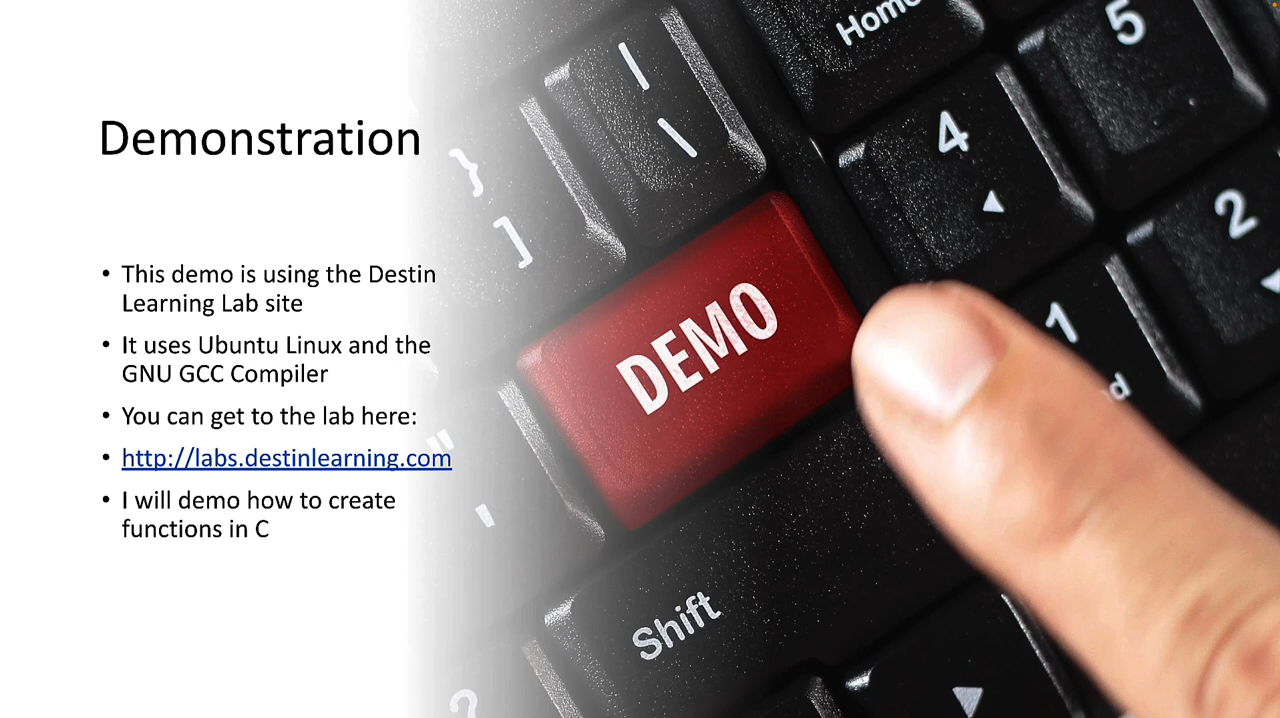 Demonstration
• This demo is using the Destin
Learning Lab site
• It uses Ubuntu Linux and the
GNU GCC Compiler
• You can get to the lab here:
• http://labs.destinlearning.com
• I will demo how to create
functions in C
Home
5
|
\
4
}
]
2
DEMO
1
"
'
Shift
?